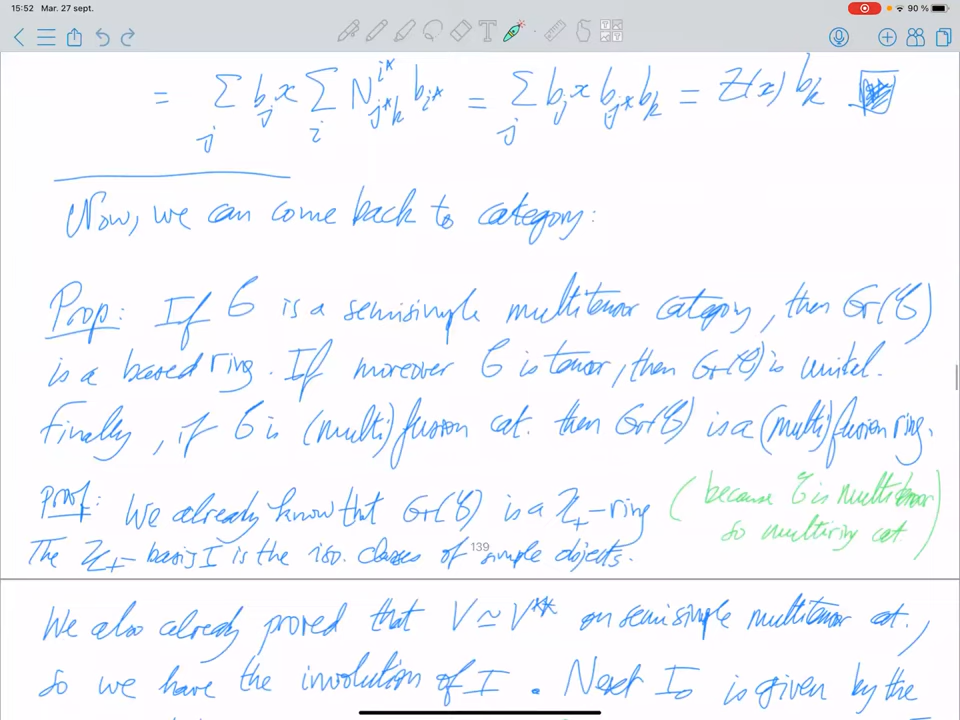 15:52 Mar. 27 sept. 90 %
= Σ_j b_j x Σ_i N_{j*k}^{i*} b_{i*} = Σ_j b_j x b_{j*} b_k = Z(x) b_k
Now, we can come back to category:
Prop: If C is a semisimple multitensor category, then Gr(C)
is a based ring. If moreover C is tensor, then Gr(C) is unital.
Finally, if C is (multi)fusion cat. then Gr(C) is a (multi)fusion ring.
Proof: We already know that Gr(C) is a Z₊-ring (because C is multitensor
so multiring cat.)
The Z₊-basis I is the iso. classes of simple objects.
139
We also already proved that V ≃ V** on semisimple multitensor cat.,
so we have the involution of I. Next I₀ is given by the